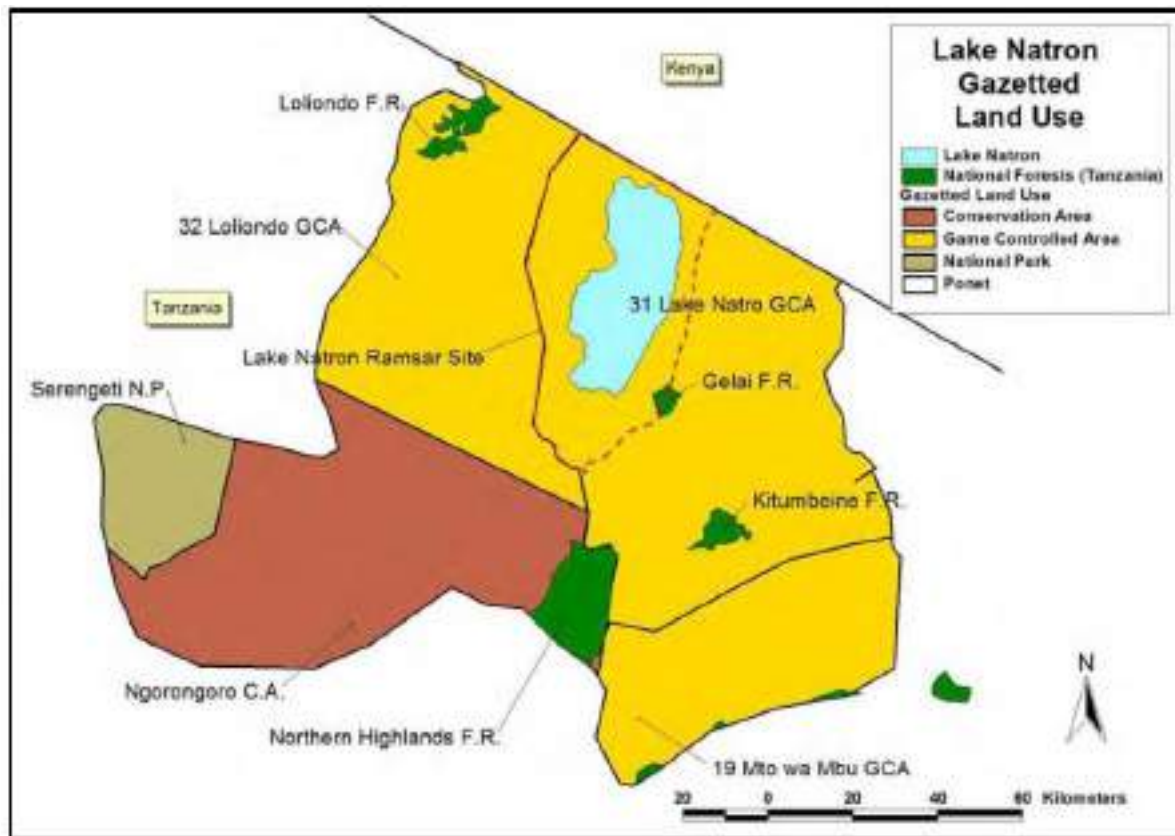 Lake Natron
Gazetted
Land Use
Lake Natron
National Forests (Tanzania)
Gazetted Land Use
Conservation Area
Game Controlled Area
National Park
Ponet
Kenya
Loliondo F.R.
32 Loliondo GCA
Tanzania
31 Lake Natro GCA
Lake Natron Ramsar Site
Serengeti N.P.
Gelai F.R.
Kitumbeine F.R.
Ngorongoro C.A.
Northern Highlands F.R.
19 Mto wa Mbu GCA
N
20 0 20 40 60 Kilometers